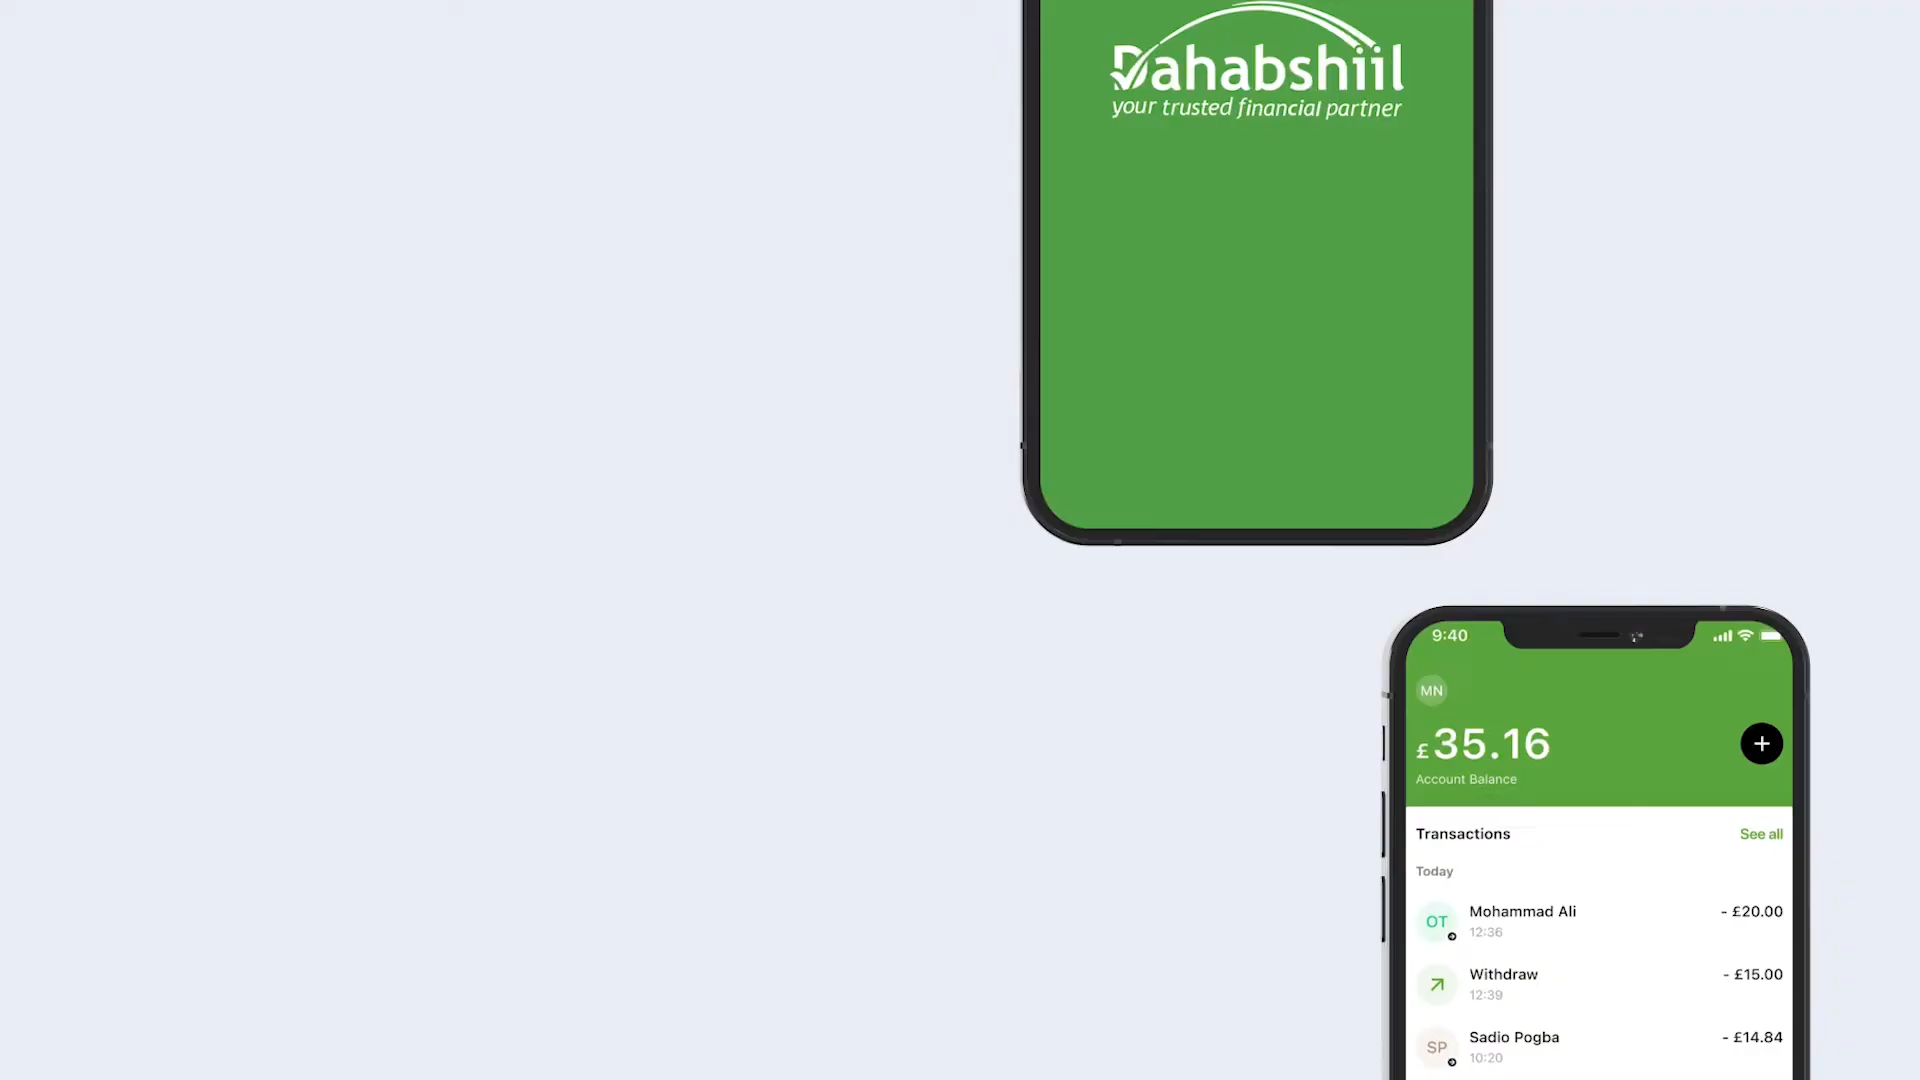 Dahabshiil
your trusted financial partner
9:40
MN
£35.16
Account Balance
Transactions
See all
Today
OT
Mohammad Ali
- £20.00
12:36
Withdraw
- £15.00
12:39
SP
Sadio Pogba
- £14.84
10:20